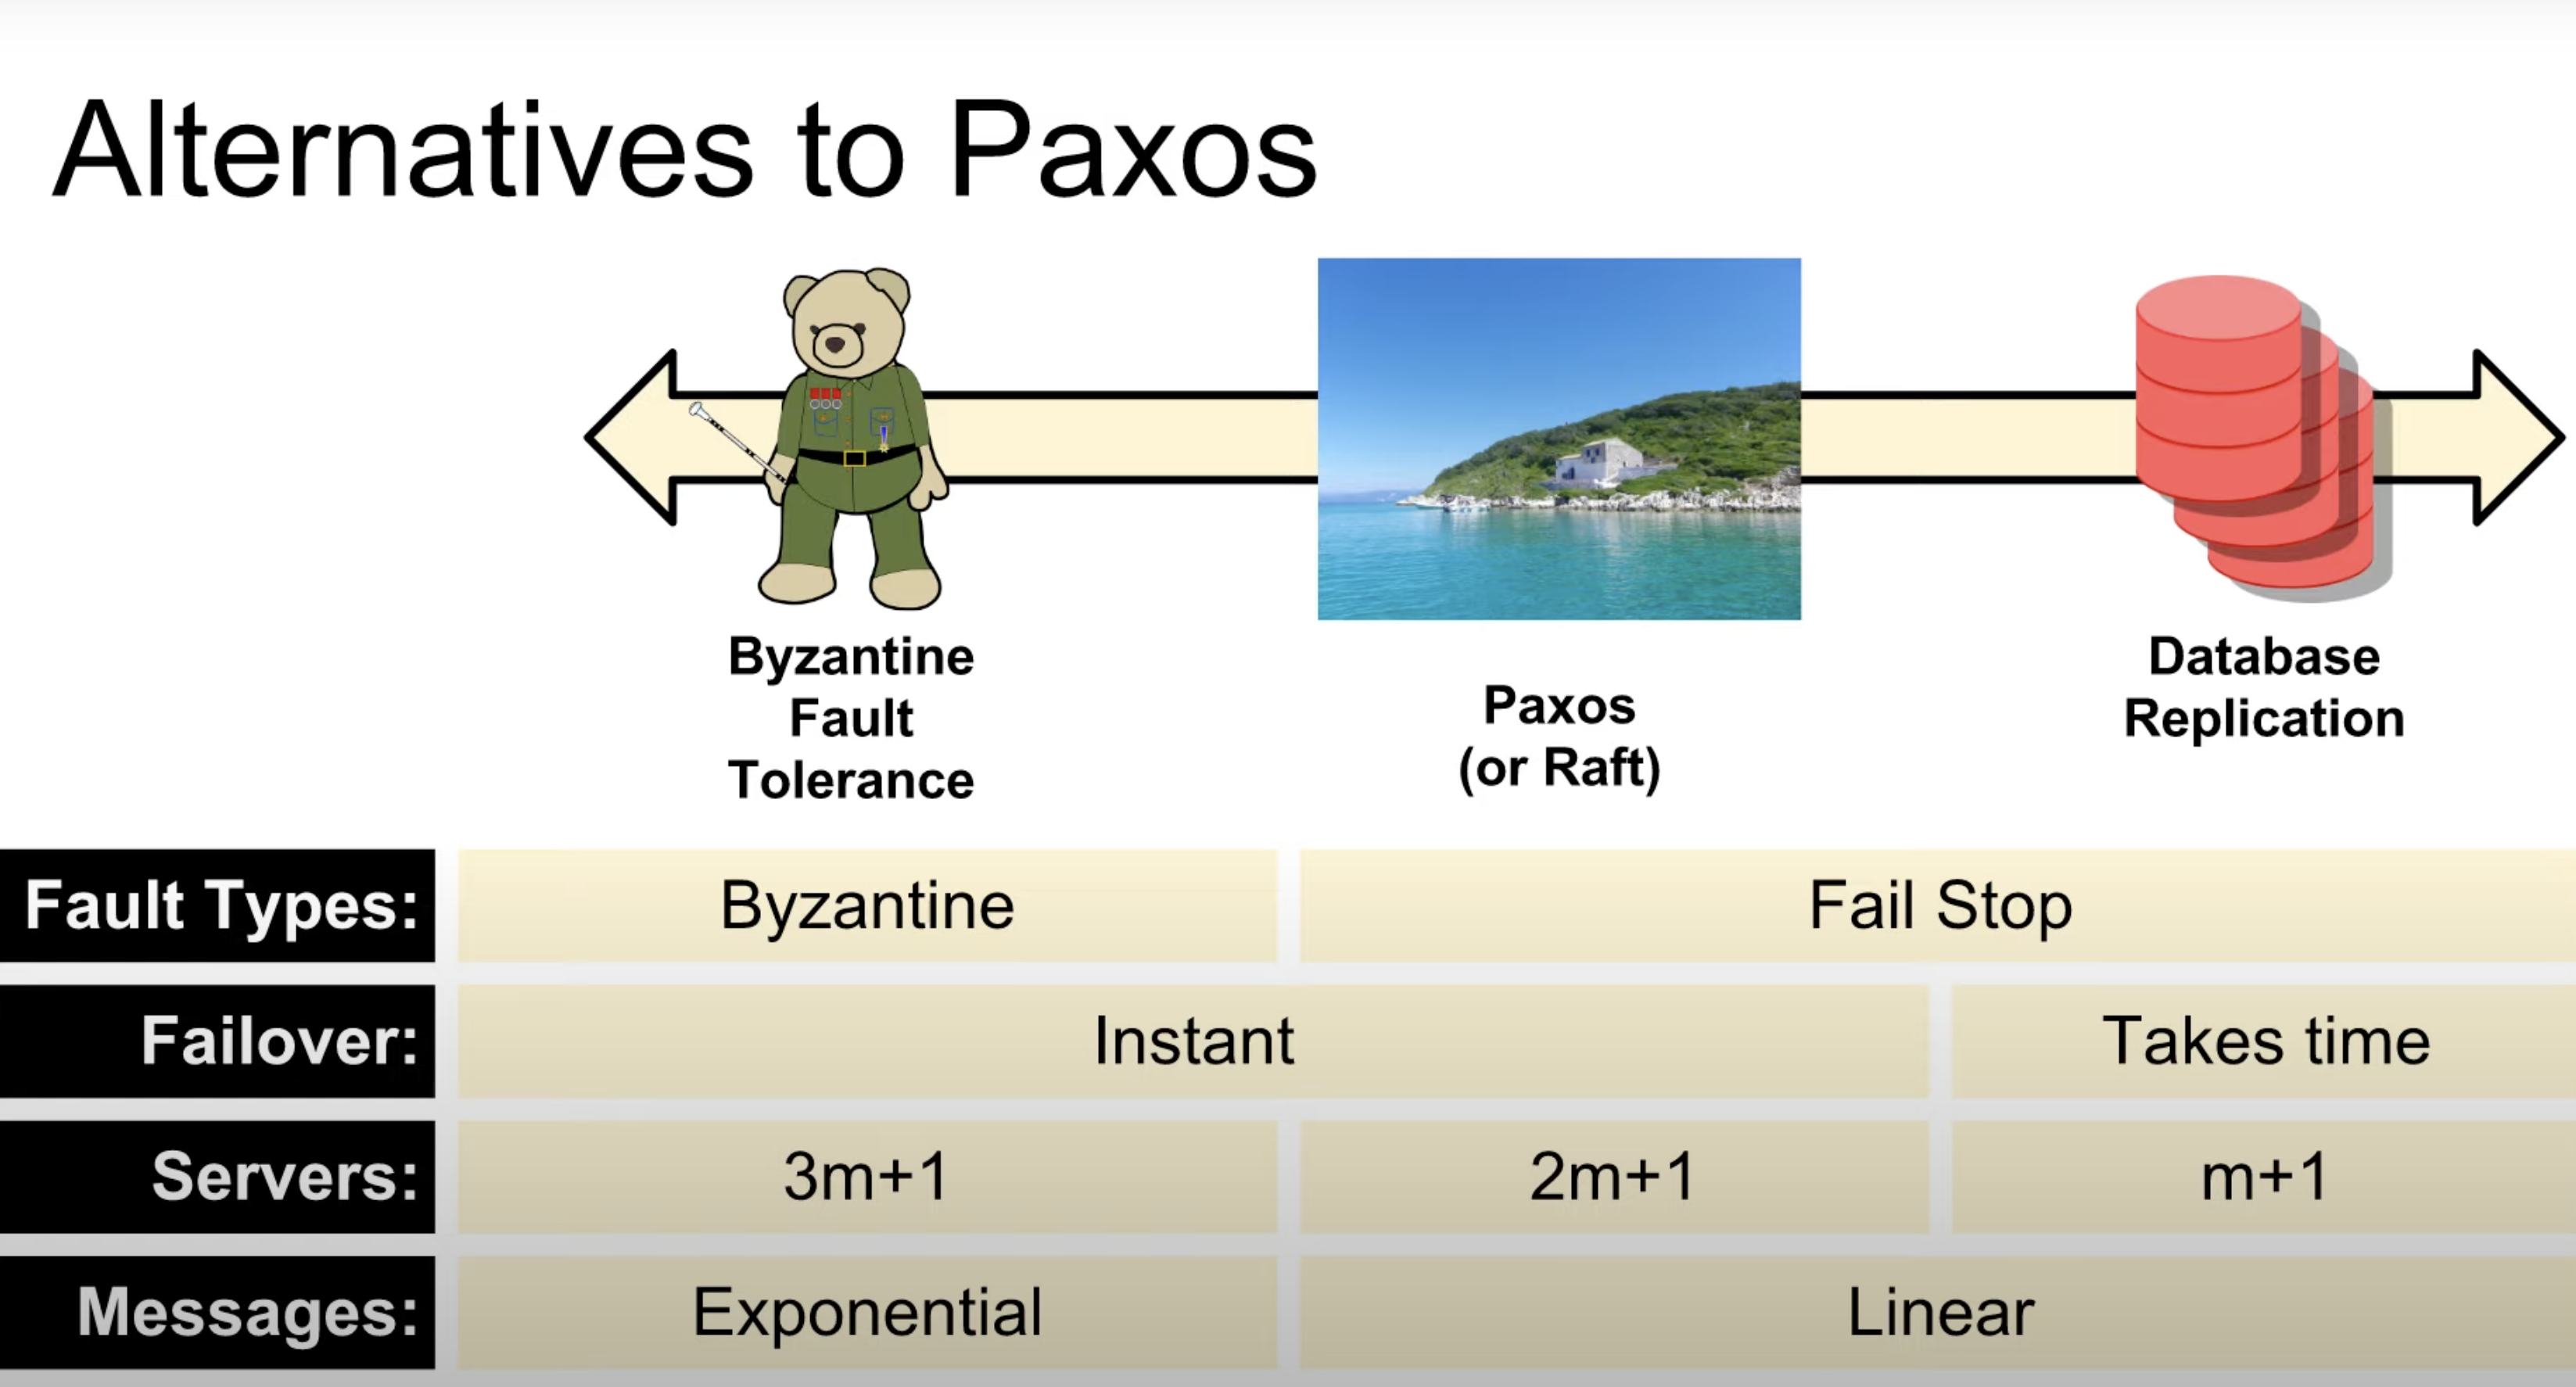 Alternatives to Paxos
Byzantine
Fault
Tolerance
Paxos
(or Raft)
Database
Replication
Fault Types:
Byzantine
Fail Stop
Failover:
Instant
Takes time
Servers:
3m+1
2m+1
m+1
Messages:
Exponential
Linear